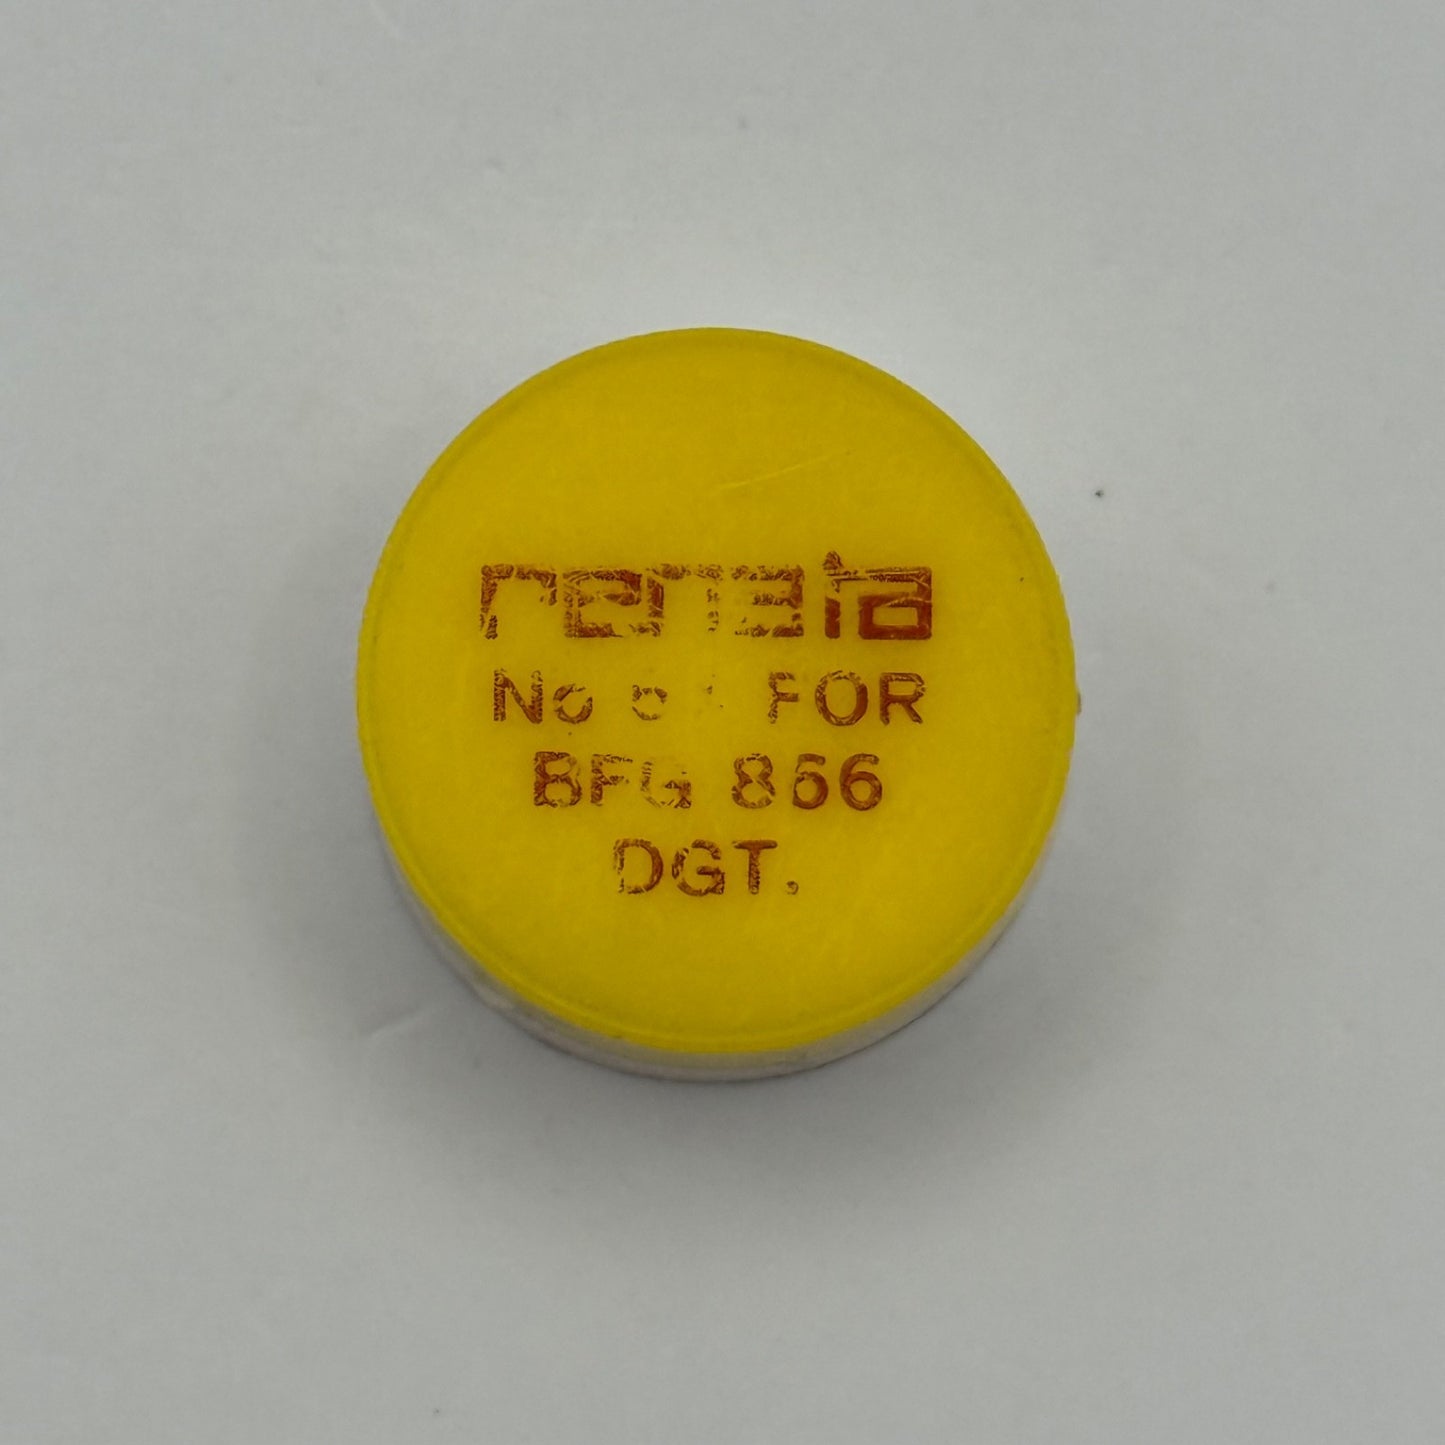 renata
No FOR
BFG 866
DGT.